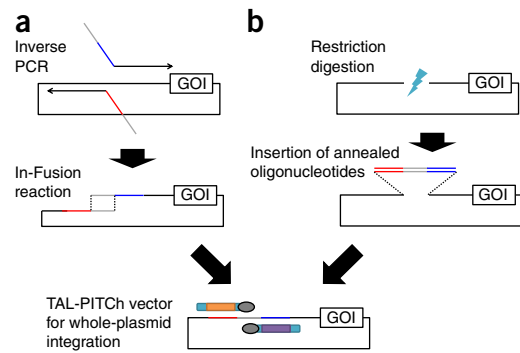 a
Inverse
PCR
GOI
In-Fusion
reaction
GOI
b
Restriction
digestion
GOI
Insertion of annealed
oligonucleotides
GOI
TAL-PITCh vector
for whole-plasmid
integration
GOI